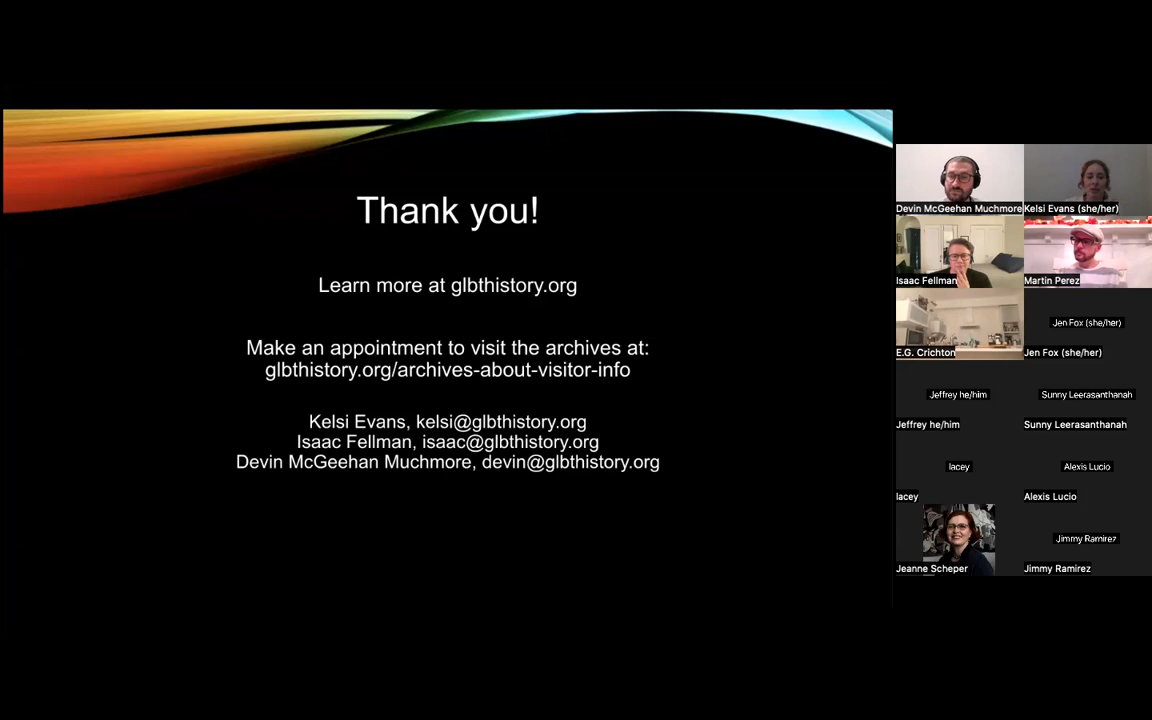 Thank you!
Learn more at glbthistory.org
Make an appointment to visit the archives at:
glbthistory.org/archives-about-visitor-info
Kelsi Evans, kelsi@glbthistory.org
Isaac Fellman, isaac@glbthistory.org
Devin McGeehan Muchmore, devin@glbthistory.org
Devin McGeehan Muchmore
Kelsi Evans (she/her)
Isaac Fellman
Martin Perez
E.G. Crichton
Jen Fox (she/her)
Jen Fox (she/her)
Jeffrey he/him
Jeffrey he/him
Sunny Leerasanthanah
Sunny Leerasanthanah
lacey
lacey
Alexis Lucio
Alexis Lucio
Jeanne Scheper
Jimmy Ramirez
Jimmy Ramirez